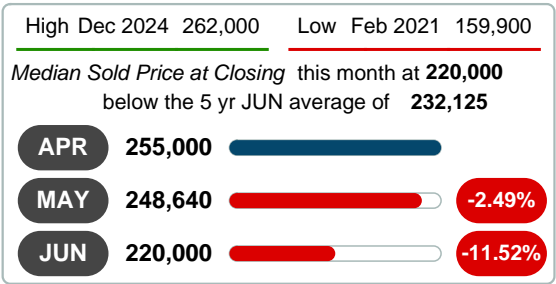 High Dec 2024 262,000 Low Feb 2021 159,900
Median Sold Price at Closing this month at 220,000
below the 5 yr JUN average of 232,125
APR 255,000
MAY 248,640 -2.49%
JUN 220,000 -11.52%